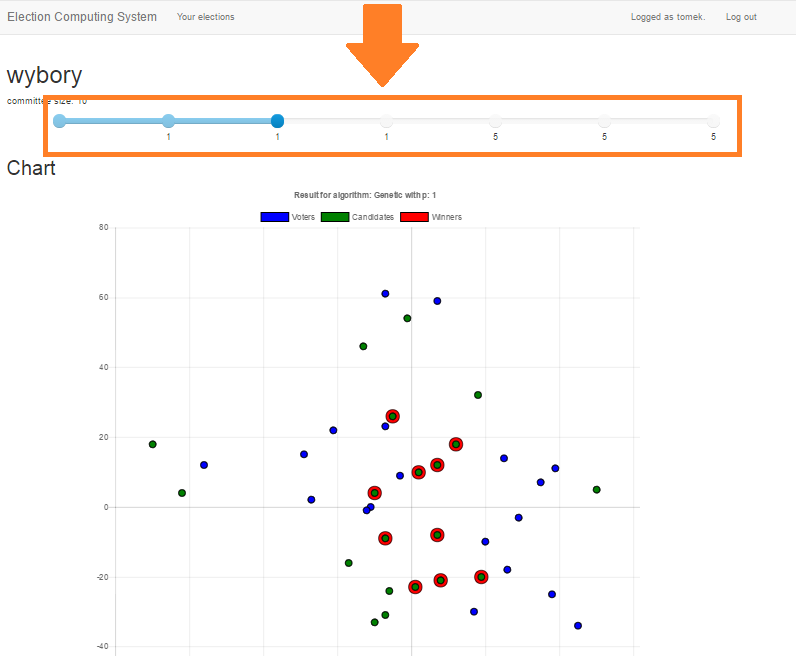 Election Computing System Your elections Logged as tomek. Log out
wybory
committee size: 10
1 1 1 5 5 5
Chart
Result for algorithm: Genetic with p: 1
Voters Candidates Winners
80
60
40
20
0
-20
-40